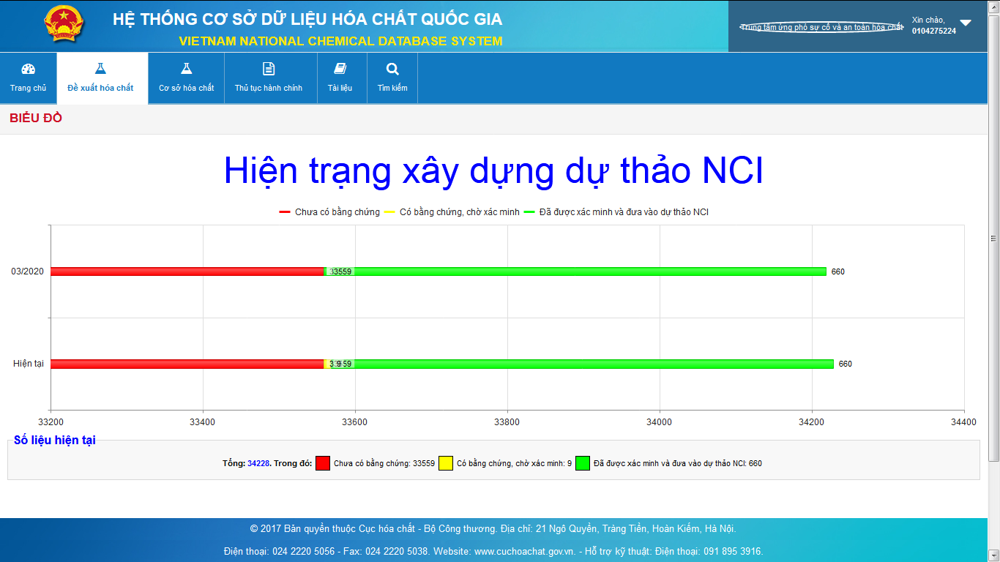 HỆ THỐNG CƠ SỞ DỮ LIỆU HÓA CHẤT QUỐC GIA
VIETNAM NATIONAL CHEMICAL DATABASE SYSTEM
Trung tâm ứng phó sự cố và an toàn hóa chất
Xin chào,
0104275224
Trang chủ
Đề xuất hóa chất
Cơ sở hóa chất
Thủ tục hành chính
Tài liệu
Tìm kiếm
BIỂU ĐỒ
Hiện trạng xây dựng dự thảo NCI
Chưa có bằng chứng Có bằng chứng, chờ xác minh Đã được xác minh và đưa vào dự thảo NCI
03/2020 33559 660
Hiện tại 9 660
33200 33400 33600 33800 34000 34200 34400
Số liệu hiện tại
Tổng: 34228. Trong đó: Chưa có bằng chứng: 33559 Có bằng chứng, chờ xác minh: 9 Đã được xác minh và đưa vào dự thảo NCI: 660
© 2017 Bản quyền thuộc Cục hóa chất - Bộ Công thương. Địa chỉ: 21 Ngô Quyền, Tràng Tiền, Hoàn Kiếm, Hà Nội.
Điện thoại: 024 2220 5056 - Fax: 024 2220 5038. Website: www.cuchoachat.gov.vn. - Hỗ trợ kỹ thuật: Điện thoại: 091 895 3916.